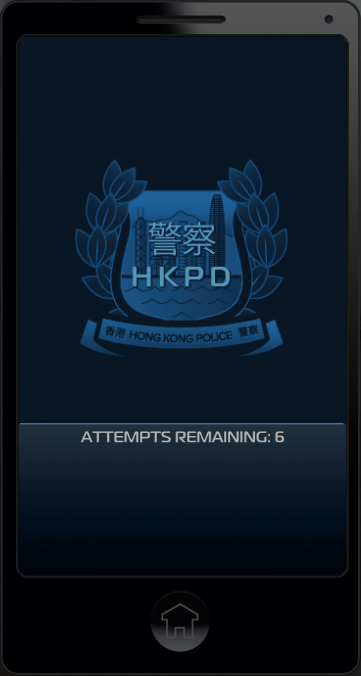 警察
HKPD
香港 HONG KONG POLICE 警察
ATTEMPTS REMAINING: 6